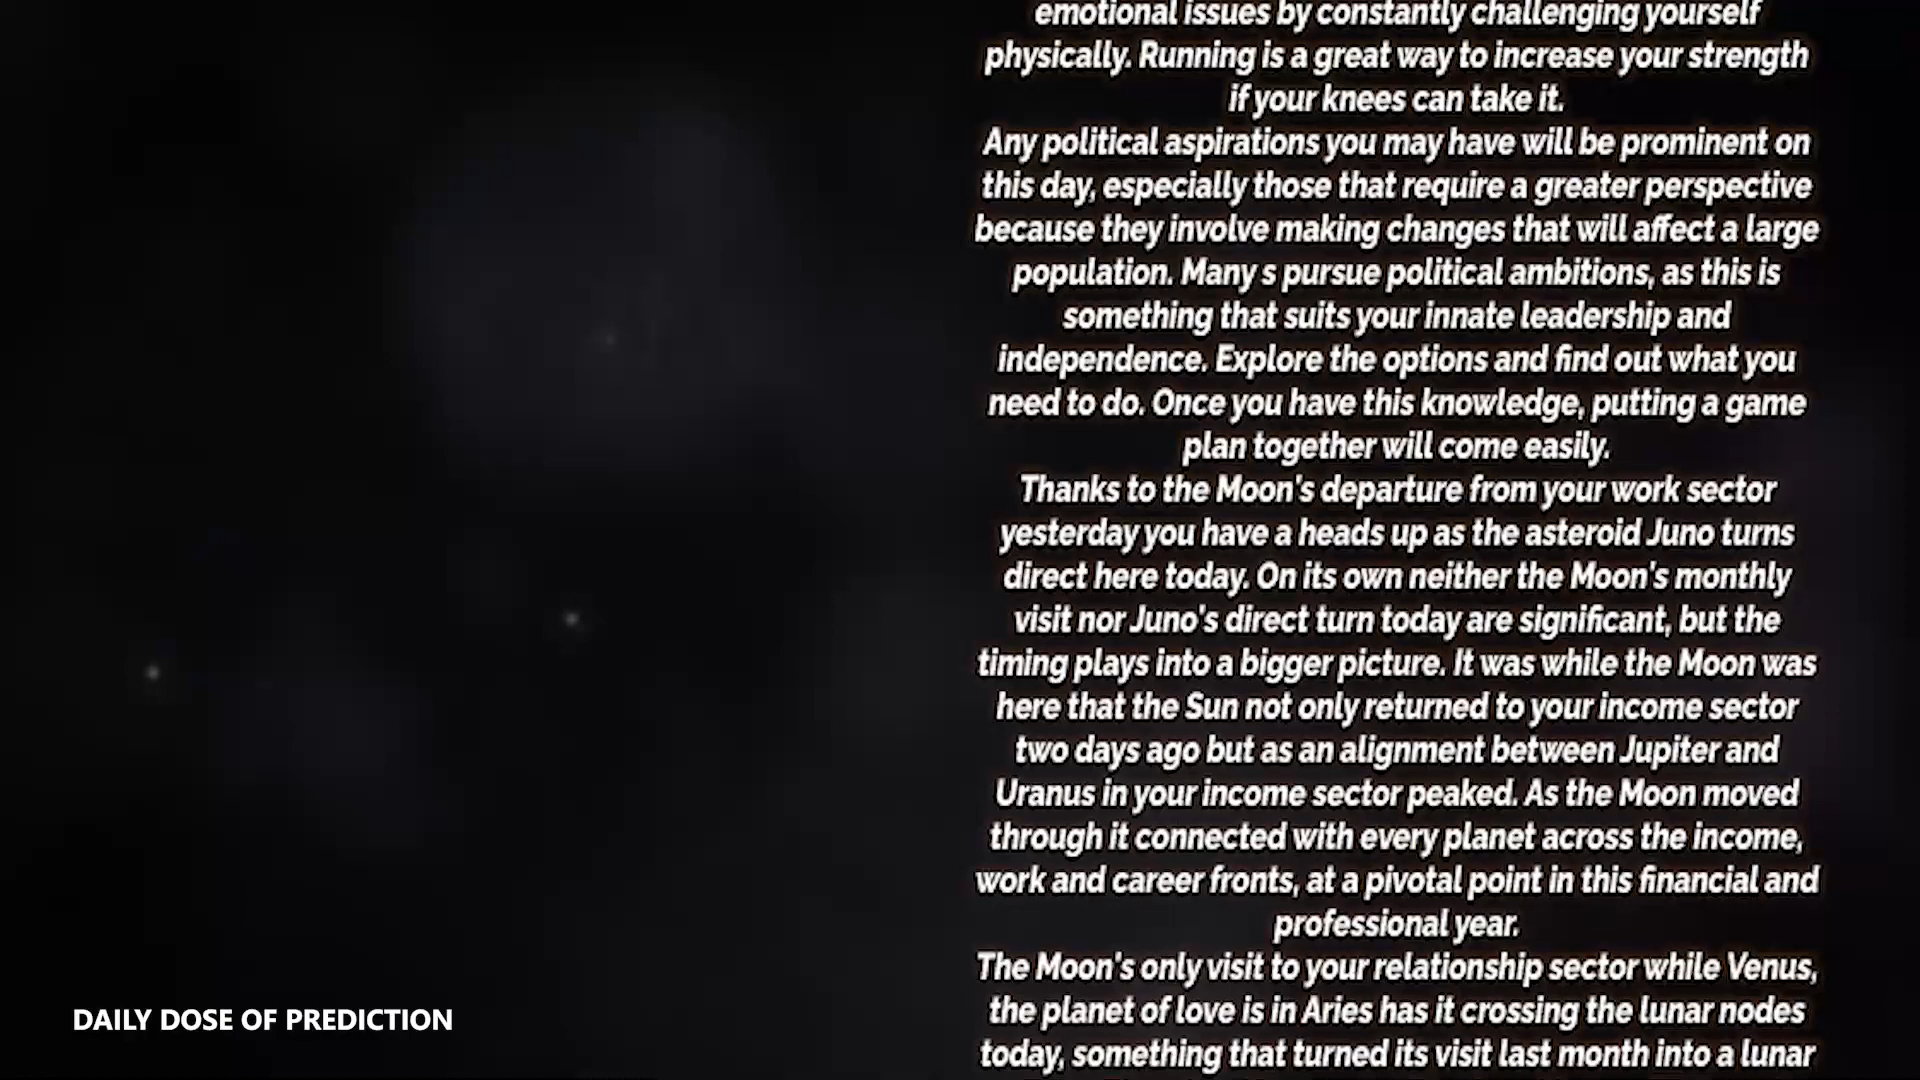 emotional issues by constantly challenging yourself
physically. Running is a great way to increase your strength
if your knees can take it.
Any political aspirations you may have will be prominent on
this day, especially those that require a greater perspective
because they involve making changes that will affect a large
population. Many s pursue political ambitions, as this is
something that suits your innate leadership and
independence. Explore the options and find out what you
need to do. Once you have this knowledge, putting a game
plan together will come easily.
Thanks to the Moon's departure from your work sector
yesterday you have a heads up as the asteroid Juno turns
direct here today. On its own neither the Moon's monthly
visit nor Juno's direct turn today are significant, but the
timing plays into a bigger picture. It was while the Moon was
here that the Sun not only returned to your income sector
two days ago but as an alignment between Jupiter and
Uranus in your income sector peaked. As the Moon moved
through it connected with every planet across the income,
work and career fronts, at a pivotal point in this financial and
professional year.
The Moon's only visit to your relationship sector while Venus,
the planet of love is in Aries has it crossing the lunar nodes
today, something that turned its visit last month into a lunar
DAILY DOSE OF PREDICTION